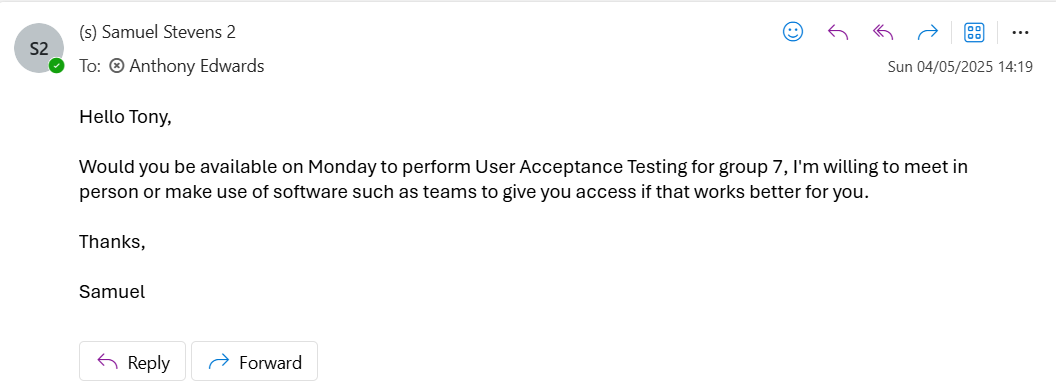 S2
(s) Samuel Stevens 2
To: Anthony Edwards
Sun 04/05/2025 14:19
Hello Tony,
Would you be available on Monday to perform User Acceptance Testing for group 7, I'm willing to meet in
person or make use of software such as teams to give you access if that works better for you.
Thanks,
Samuel
Reply
Forward